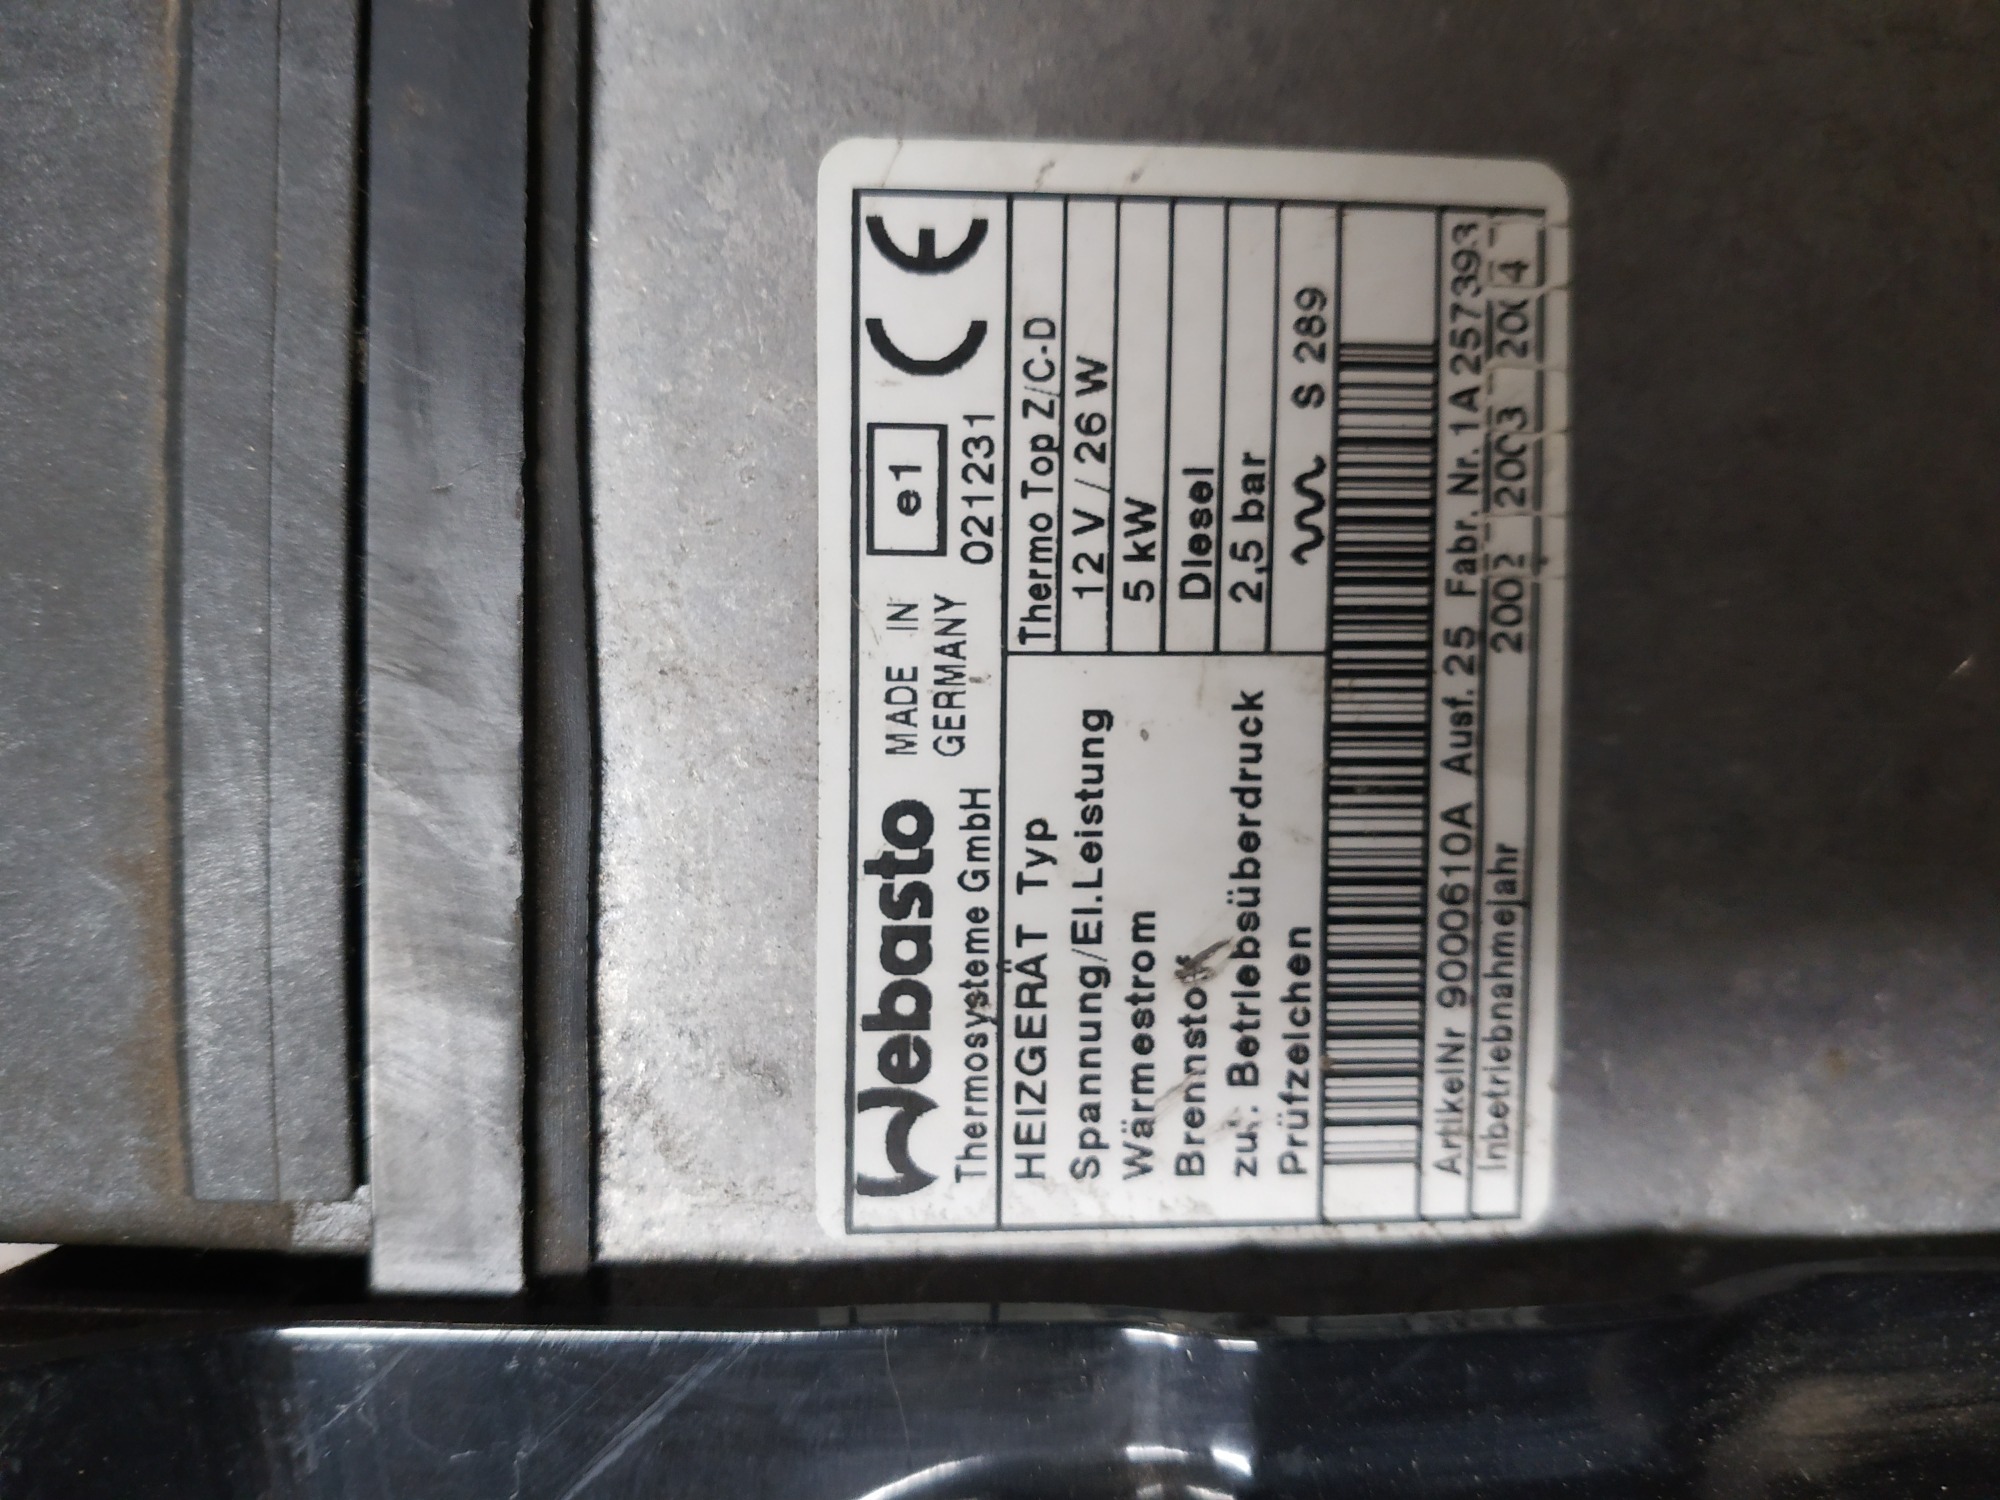 Webasto MADE IN e1 CE
Thermosysteme GmbH GERMANY 021231
HEIZGERÄT Typ Thermo Top Z/C-D
Spannung/El.Leistung 12 V / 26 W
Wärmestrom 5 kW
Brennstoff Diesel
zul. Betriebsüberdruck 2,5 bar
Prüfzeichen S 289
ArtikelNr 9000610A Ausf. 25 Fabr. Nr. 1A 257393
Inbetriebnahmejahr 2002 2003 2004